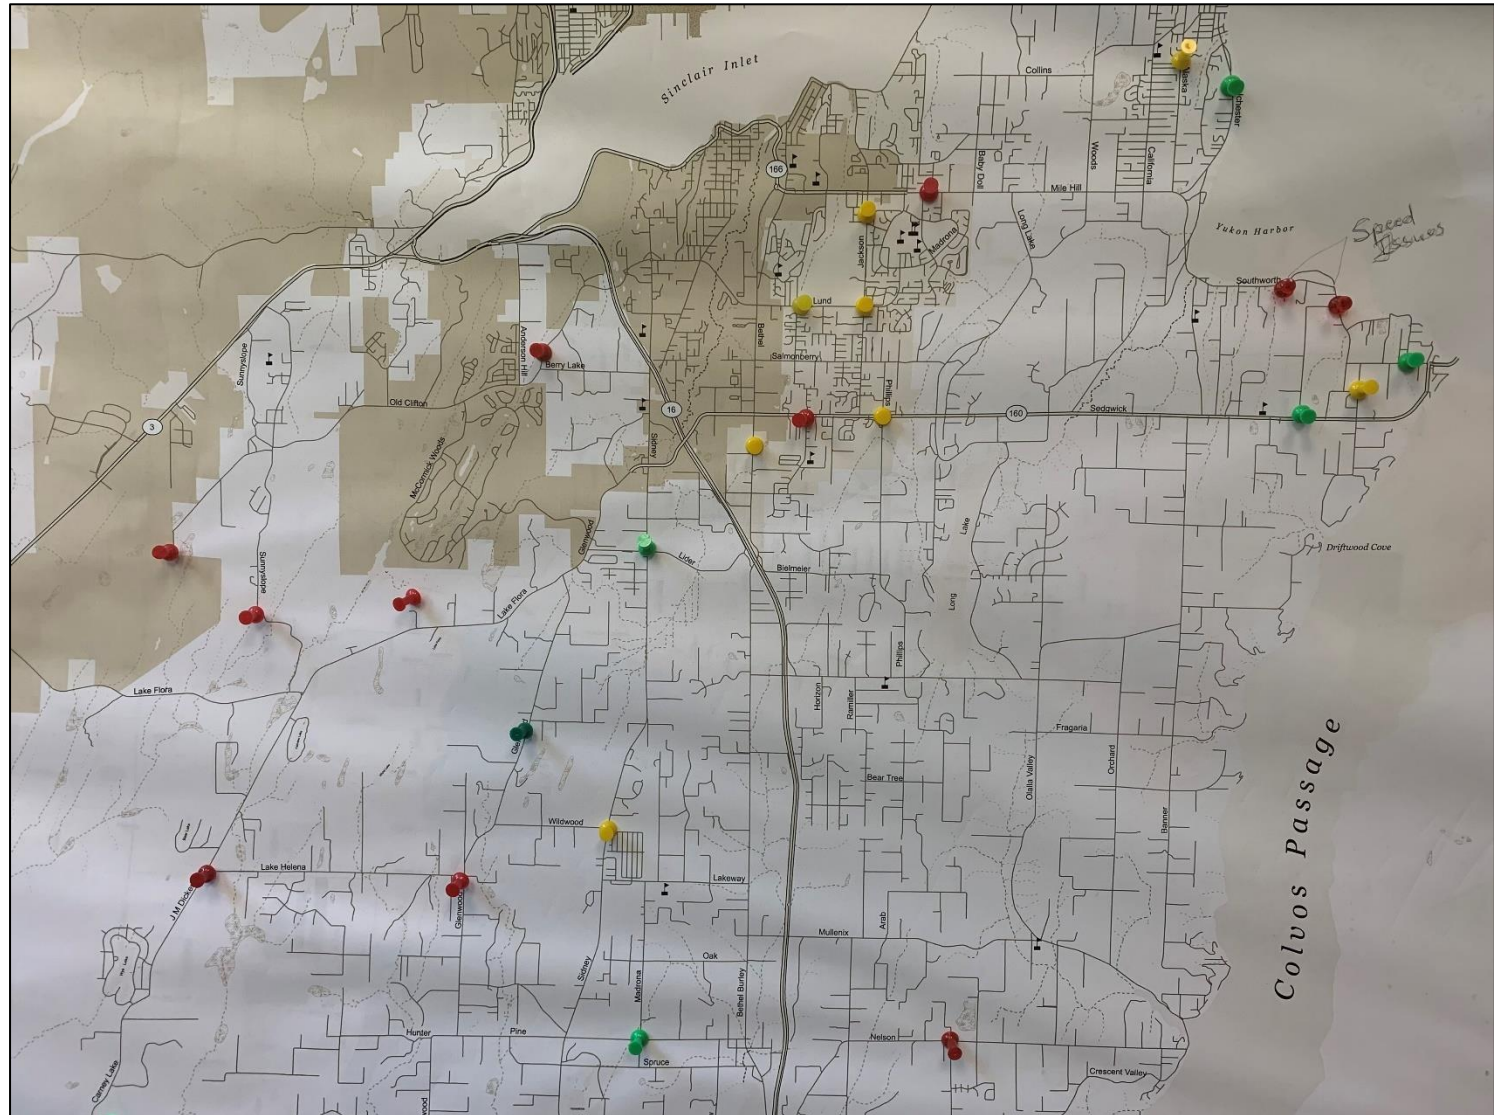 Sinclair Inlet
Collins
Alaska
Baby Doll
Woods
California
166
Mile Hill
Long Lake
Madrona
Jackson
Yukon Harbor
Speed
Issues
Southworth
Lund
Bethel
Salmonberry
Anderson Hill
Berry Lake
Sunnyslope
Old Clifton
Phillips
16
160
Sedgwick
3
Sidney
McCormick Woods
Glenwood
Lider
Bielmeier
Driftwood Cove
Sunnyslope
Lake Flora
Long
Lake
Phillips
Lake Flora
Horizon
Ramiller
Fragaria
Orchard
Olalla Valley
Bear Tree
Banner
Colvos Passage
Wildwood
Lake Helena
Lakeway
Glenwood
Arab
Mullenix
Oak
Sidney
Madrona
Bethel Burley
Hunter
Pine
Nelson
Spruce
Crescent Valley
Carney Lake